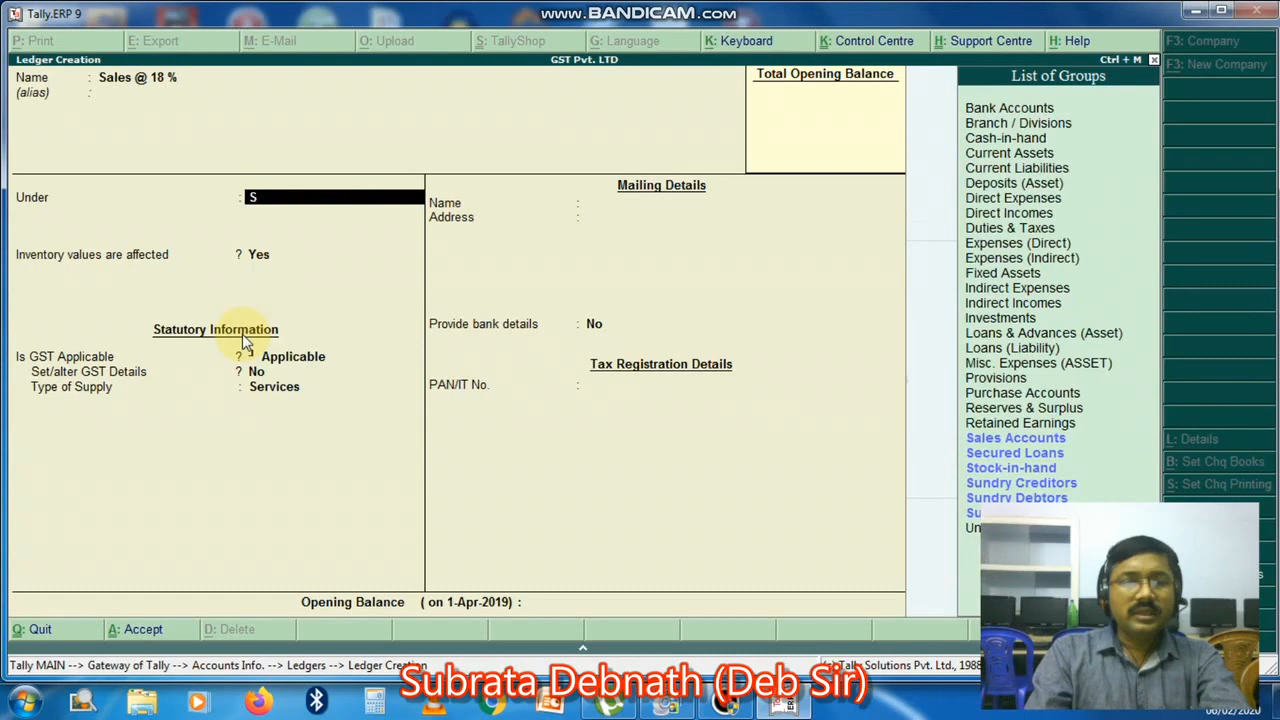 Tally.ERP 9
www.BANDICAM.com
P: Print E: Export M: E-Mail O: Upload S: TallyShop G: Language K: Keyboard K: Control Centre H: Support Centre H: Help
F3: Company
F3: New Company
Ledger Creation GST Pvt. LTD Ctrl + M
Name : Sales @ 18 %
(alias) :
Total Opening Balance
Under : S
Inventory values are affected ? Yes
Statutory Information
Is GST Applicable ? Applicable
Set/alter GST Details ? No
Type of Supply : Services
Mailing Details
Name :
Address :
Provide bank details : No
Tax Registration Details
PAN/IT No. :
Opening Balance ( on 1-Apr-2019) :
List of Groups
Bank Accounts
Branch / Divisions
Cash-in-hand
Current Assets
Current Liabilities
Deposits (Asset)
Direct Expenses
Direct Incomes
Duties & Taxes
Expenses (Direct)
Expenses (Indirect)
Fixed Assets
Indirect Expenses
Indirect Incomes
Investments
Loans & Advances (Asset)
Loans (Liability)
Misc. Expenses (ASSET)
Provisions
Purchase Accounts
Reserves & Surplus
Retained Earnings
Sales Accounts
Secured Loans
Stock-in-hand
Sundry Creditors
Sundry Debtors
L: Details
B: Set Chq Books
S: Set Chq Printing
Q: Quit A: Accept D: Delete
Tally MAIN --> Gateway of Tally --> Accounts Info. --> Ledgers --> Ledger Creation (c) Tally Solutions Pvt. Ltd., 1988
Subrata Debnath (Deb Sir)
06/02/2020